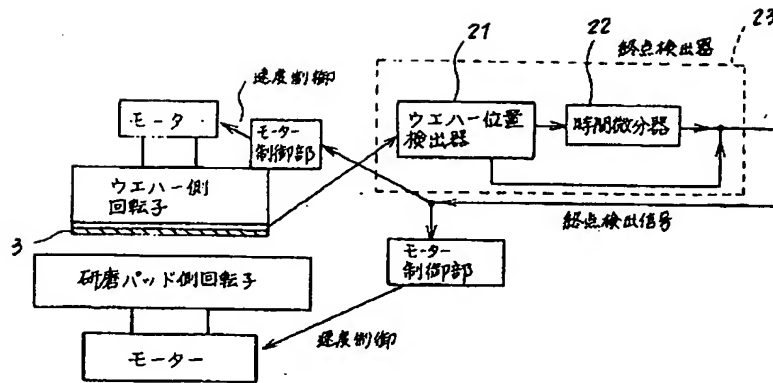 21
22
23
終点検出器
速度制御
モータ
モーター
制御部
ウエハー位置
検出器
時間微分器
ウエハー側
回転子
3
終点検出信号
モーター
制御部
研磨パッド側回転子
速度制御
モーター